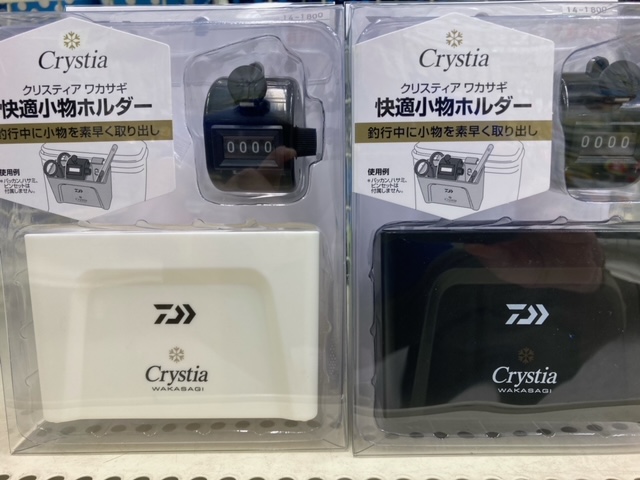 Crystia
クリスティア ワカサギ
快適小物ホルダー
釣行中に小物を素早く取り出し
使用例
*バッカン、ハサミ、
ピンセットは
付属しません。
0000
Crystia
WAKASAGI
14-1800
Crystia
クリスティア ワカサギ
快適小物ホルダー
釣行中に小物を素早く取り出し
使用例
*バッカン、ハサミ、
ピンセットは
付属しません。
0000
Crystia
WAKASAGI